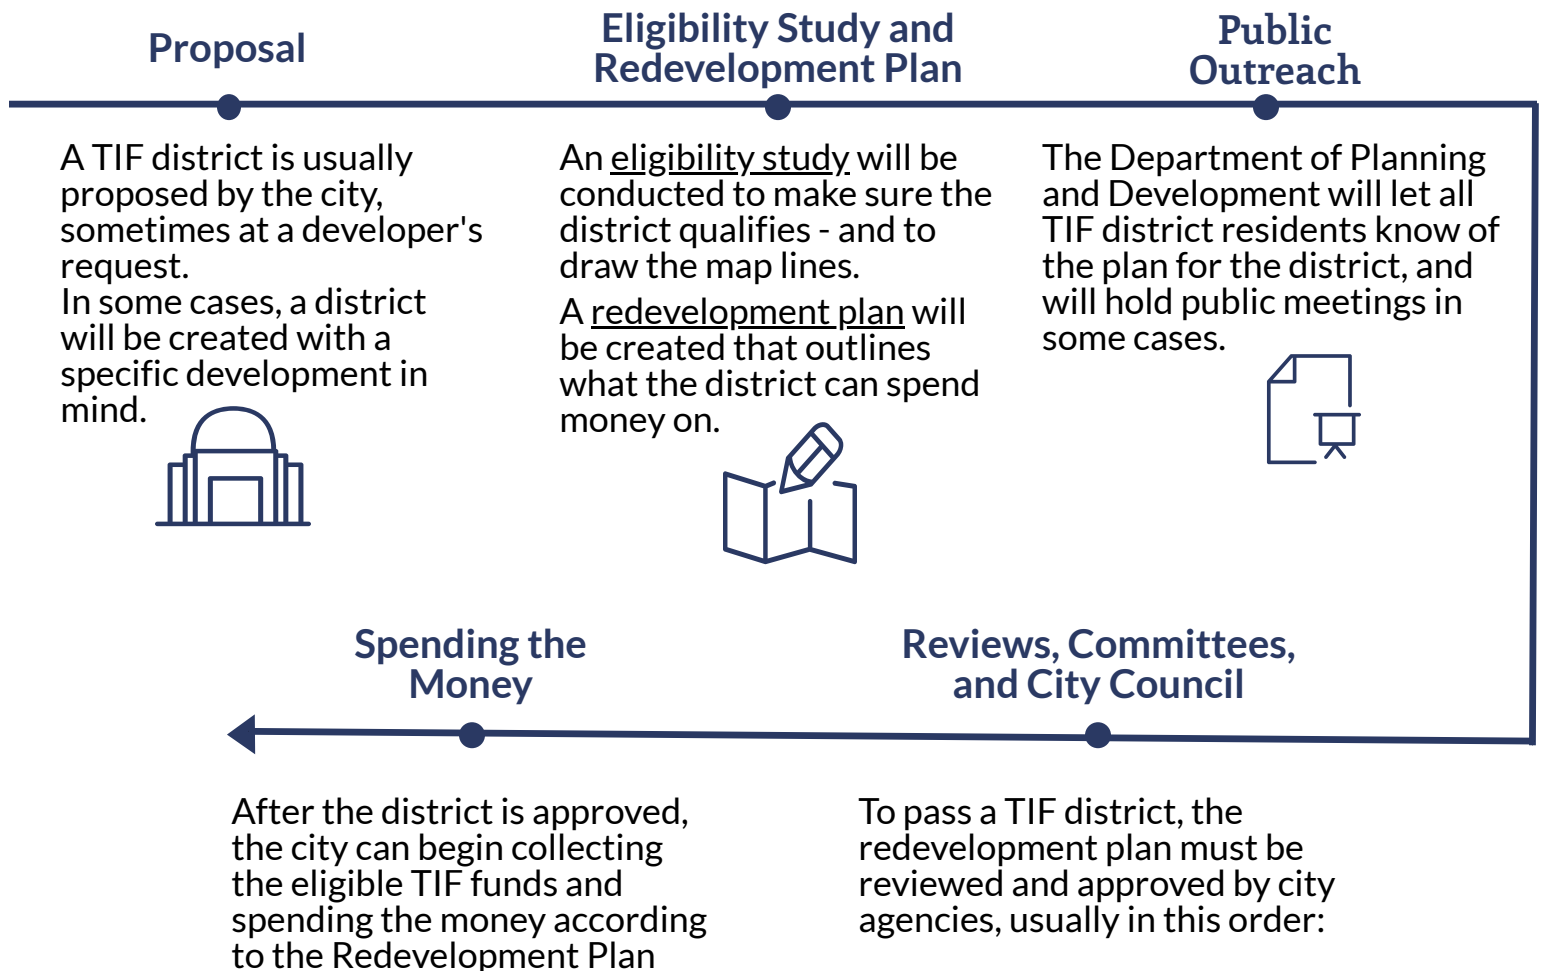 Proposal
A TIF district is usually
proposed by the city,
sometimes at a developer's
request.
In some cases, a district
will be created with a
specific development in
mind.
Eligibility Study and
Redevelopment Plan
An eligibility study will be
conducted to make sure the
district qualifies - and to
draw the map lines.
A redevelopment plan will
be created that outlines
what the district can spend
money on.
Public
Outreach
The Department of Planning
and Development will let all
TIF district residents know of
the plan for the district, and
will hold public meetings in
some cases.
Reviews, Committees,
and City Council
To pass a TIF district, the
redevelopment plan must be
reviewed and approved by city
agencies, usually in this order:
Spending the
Money
After the district is approved,
the city can begin collecting
the eligible TIF funds and
spending the money according
to the Redevelopment Plan